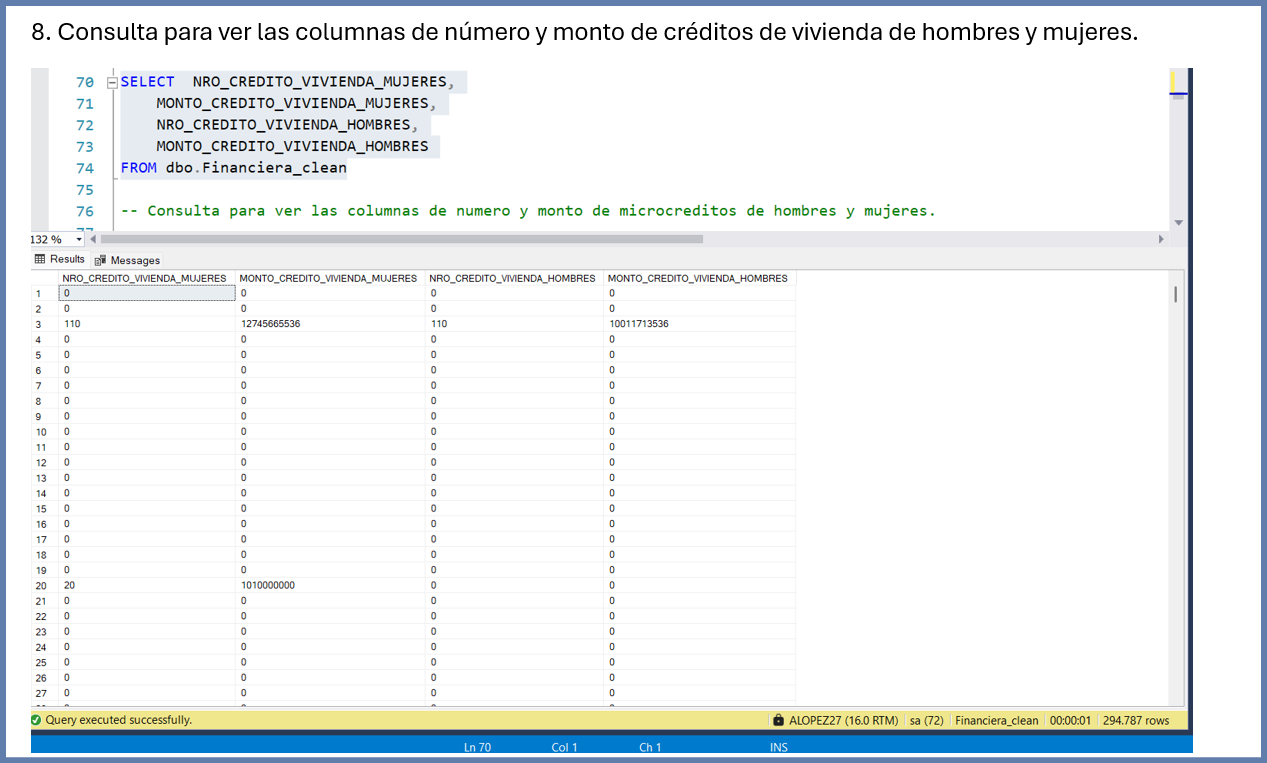 8. Consulta para ver las columnas de número y monto de créditos de vivienda de hombres y mujeres.
70 SELECT NRO_CREDITO_VIVIENDA_MUJERES,
71 MONTO_CREDITO_VIVIENDA_MUJERES,
72 NRO_CREDITO_VIVIENDA_HOMBRES,
73 MONTO_CREDITO_VIVIENDA_HOMBRES
74 FROM dbo.Financiera_clean
75
76 -- Consulta para ver las columnas de numero y monto de microcreditos de hombres y mujeres.
77
132 %
Results Messages
NRO_CREDITO_VIVIENDA_MUJERES MONTO_CREDITO_VIVIENDA_MUJERES NRO_CREDITO_VIVIENDA_HOMBRES MONTO_CREDITO_VIVIENDA_HOMBRES
1 0 0 0 0
2 0 0 0 0
3 110 12745665536 110 10011713536
4 0 0 0 0
5 0 0 0 0
6 0 0 0 0
7 0 0 0 0
8 0 0 0 0
9 0 0 0 0
10 0 0 0 0
11 0 0 0 0
12 0 0 0 0
13 0 0 0 0
14 0 0 0 0
15 0 0 0 0
16 0 0 0 0
17 0 0 0 0
18 0 0 0 0
19 0 0 0 0
20 20 1010000000 0 0
21 0 0 0 0
22 0 0 0 0
23 0 0 0 0
24 0 0 0 0
25 0 0 0 0
26 0 0 0 0
27 0 0 0 0
Query executed successfully. ALOPEZ27 (16.0 RTM) sa (72) Financiera_clean 00:00:01 294.787 rows
Ln 70 Col 1 Ch 1 INS